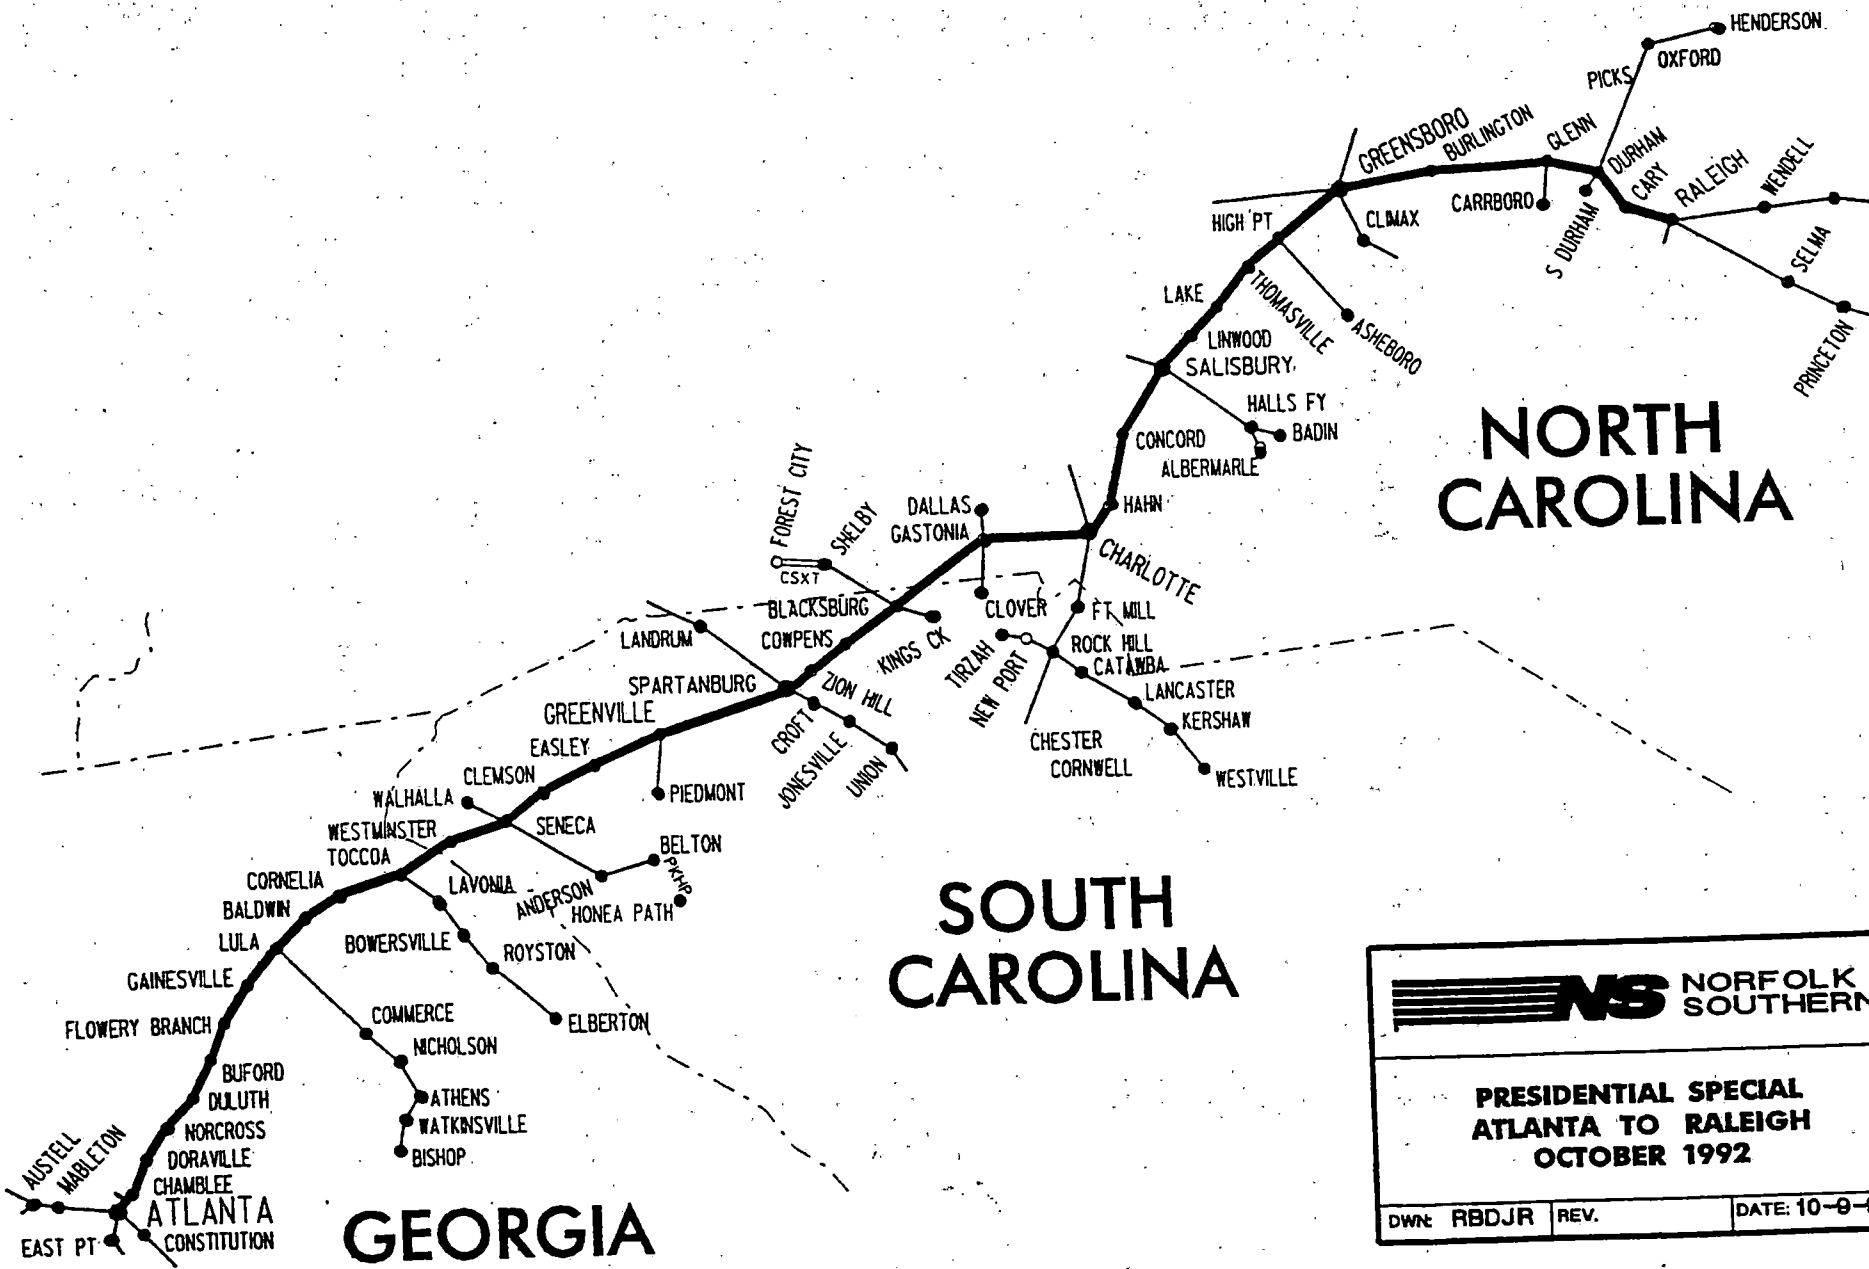 HENDERSON
OXFORD
PICKS
GREENSBORO
BURLINGTON
GLENN
DURHAM
CARY
RALEIGH
WENDELL
CARRBORO
S DURHAM
SELMA
PRINCETON
HIGH PT
CLIMAX
LAKE
THOMASVILLE
ASHEBORO
LINWOOD
SALISBURY
HALLS FY
BADIN
CONCORD
ALBERMARLE
NORTH
CAROLINA
HAHN
CHARLOTTE
DALLAS
GASTONIA
FOREST CITY
SHELBY
CSXT
BLACKSBURG
CLOVER
FT MILL
LANDRUM
COWPENS
KINGS CK
TIRZAH
NEW PORT
ROCK HILL
CATAWBA
LANCASTER
KERSHAW
WESTVILLE
CHESTER
CORNWELL
SPARTANBURG
ZION HILL
CROFT
JONESVILLE
UNION
GREENVILLE
EASLEY
PIEDMONT
CLEMSON
WALHALLA
SENECA
WESTMINSTER
TOCCOA
BELTON
PKHP
ANDERSON
HONEA PATH
CORNELIA
LAVONIA
BALDWIN
LULA
BOWERSVILLE
ROYSTON
ELBERTON
SOUTH
CAROLINA
GAINESVILLE
FLOWERY BRANCH
COMMERCE
NICHOLSON
ATHENS
WATKINSVILLE
BISHOP
BUFORD
DULUTH
NORCROSS
DORAVILLE
CHAMBLEE
AUSTELL
MABLETON
ATLANTA
EAST PT
CONSTITUTION
GEORGIA
NS NORFOLK
SOUTHERN
PRESIDENTIAL SPECIAL
ATLANTA TO RALEIGH
OCTOBER 1992
DWN: RBDJR REV. DATE: 10-9-